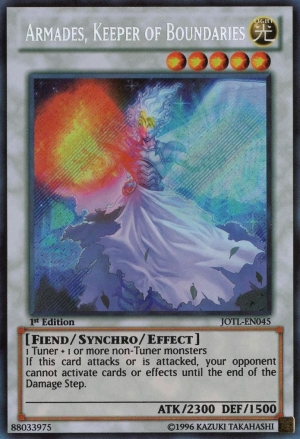 ARMADES, KEEPER OF BOUNDARIES
LIGHT
光
1st Edition
JOTL-EN045
[FIEND/SYNCHRO/EFFECT]
1 Tuner + 1 or more non-Tuner monsters
If this card attacks or is attacked, your opponent
cannot activate cards or effects until the end of the
Damage Step.
ATK/2300 DEF/1500
88033975
©1996 KAZUKI TAKAHASHI